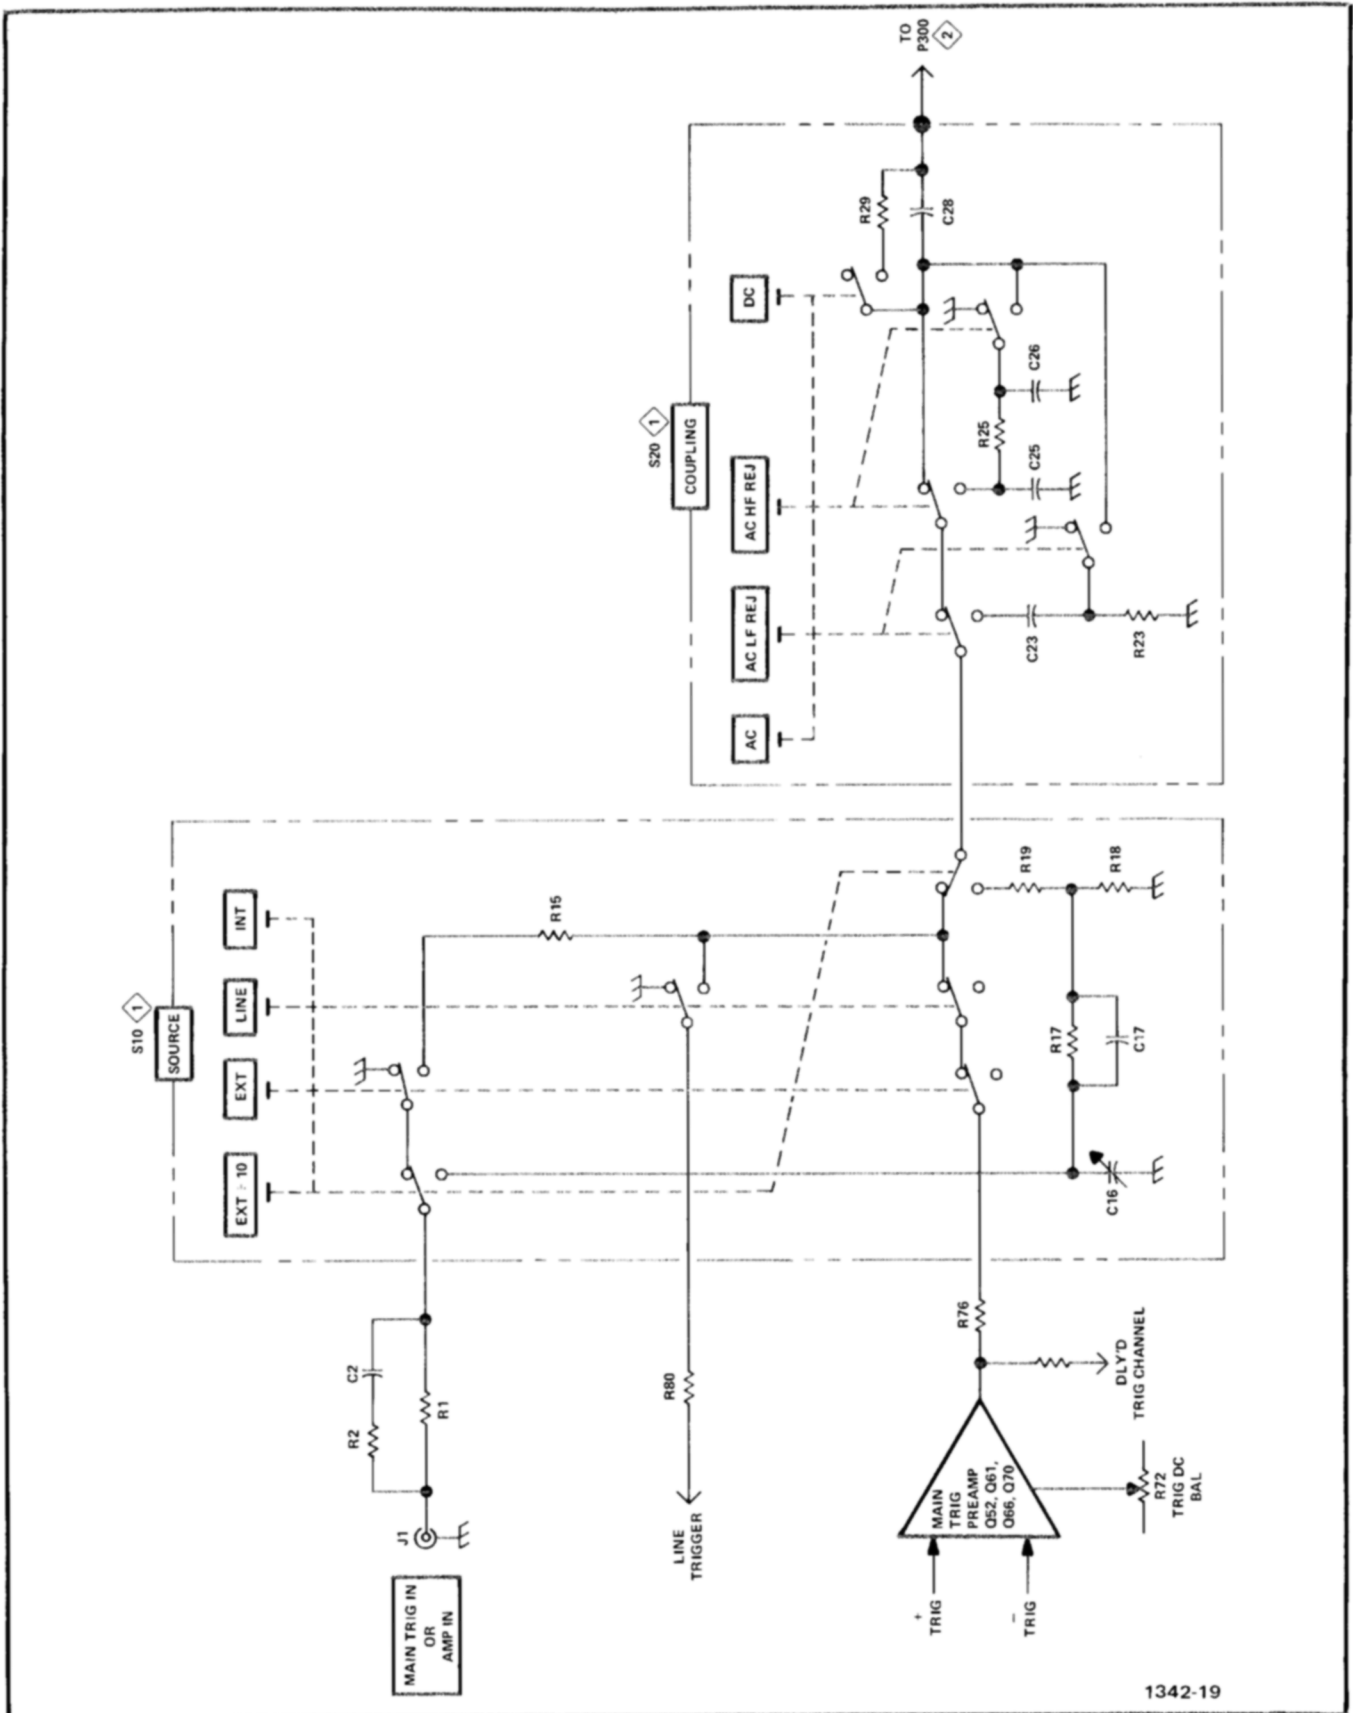 MAIN TRIG IN
OR
AMP IN
J1
R2
C2
R1
LINE
TRIGGER
R80
+
TRIG
−
TRIG
MAIN
TRIG
PREAMP
Q52, Q61,
Q66, Q70
R72
TRIG DC
BAL
DLY'D
TRIG CHANNEL
R76
S10 1
SOURCE
EXT ÷ 10
EXT
LINE
INT
R15
C16
R17
C17
R19
R18
S20 1
COUPLING
AC
AC LF REJ
AC HF REJ
DC
C23
R23
R25
C25
C26
R29
C28
TO
P300 2
1342-19